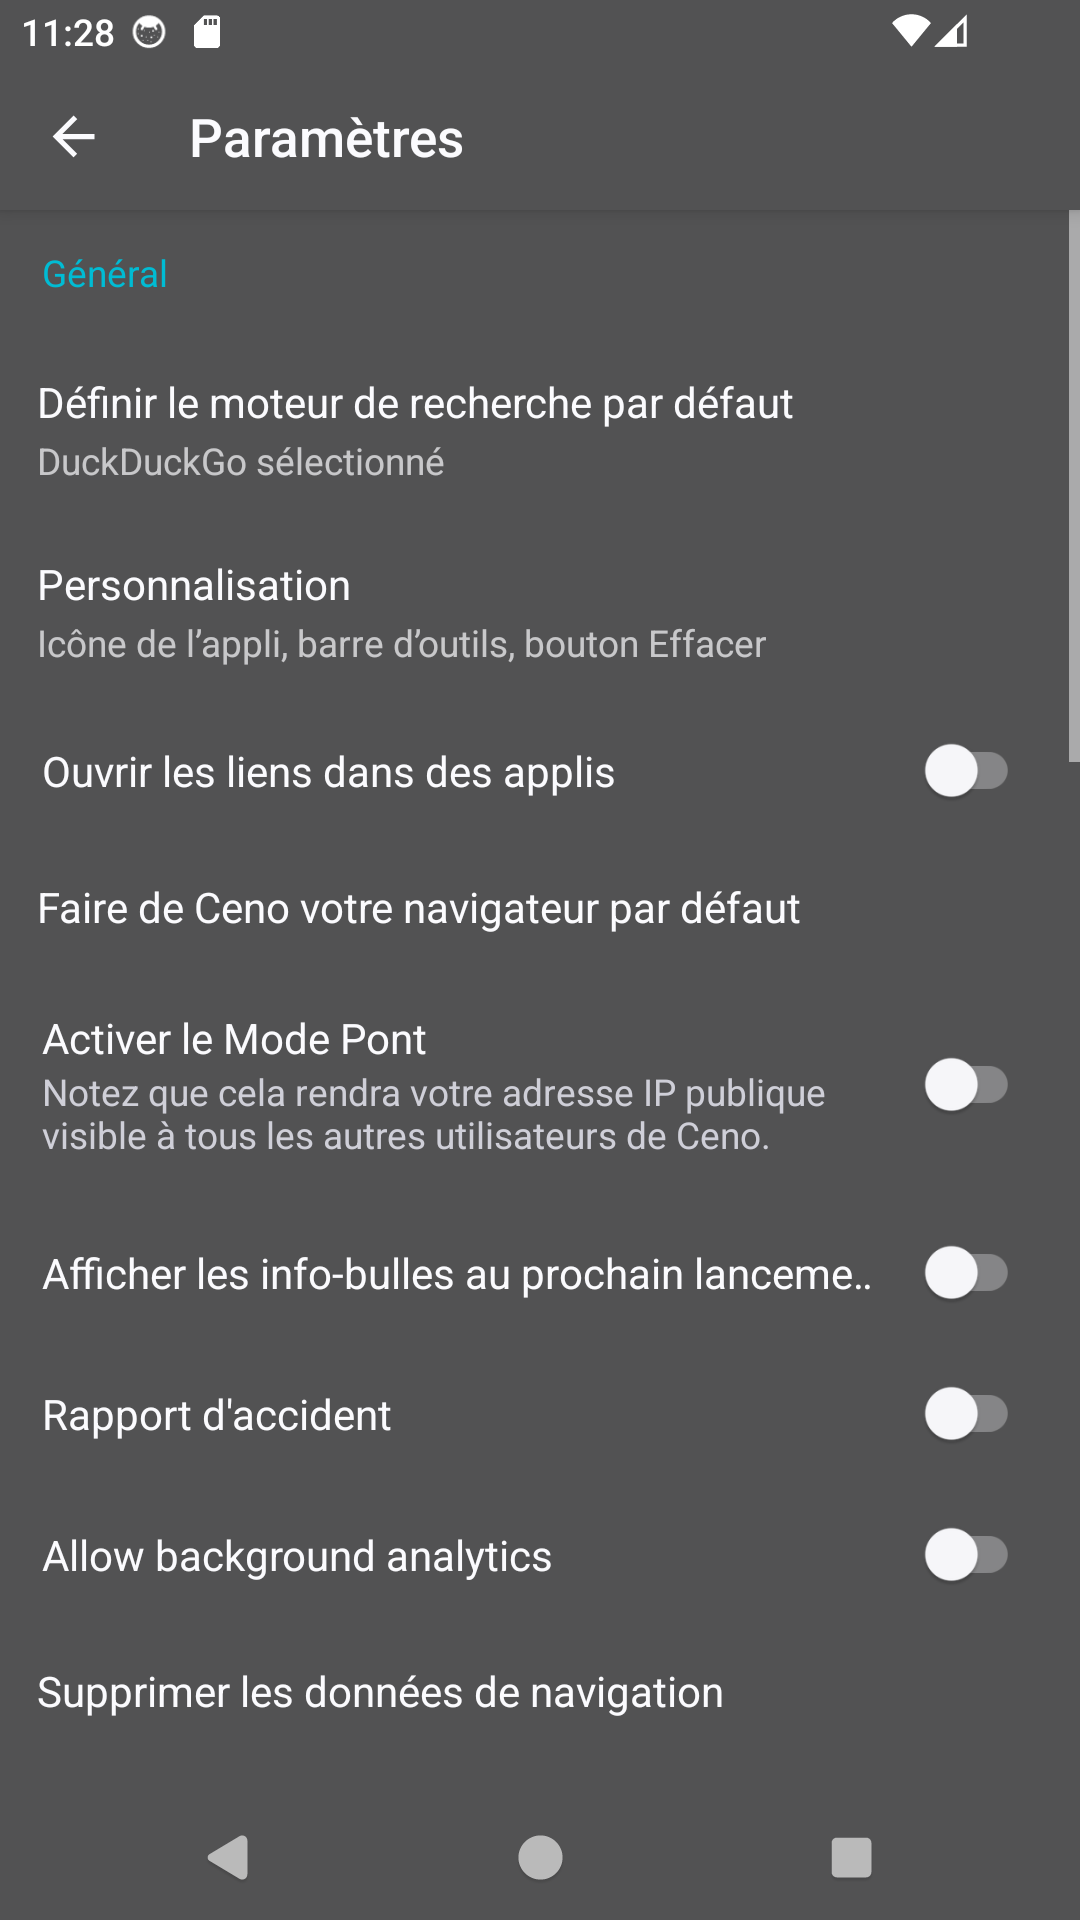 11:28
Paramètres
Général
Définir le moteur de recherche par défaut
DuckDuckGo sélectionné
Personnalisation
Icône de l’appli, barre d’outils, bouton Effacer
Ouvrir les liens dans des applis
Faire de Ceno votre navigateur par défaut
Activer le Mode Pont
Notez que cela rendra votre adresse IP publique
visible à tous les autres utilisateurs de Ceno.
Afficher les info-bulles au prochain lanceme..
Rapport d'accident
Allow background analytics
Supprimer les données de navigation